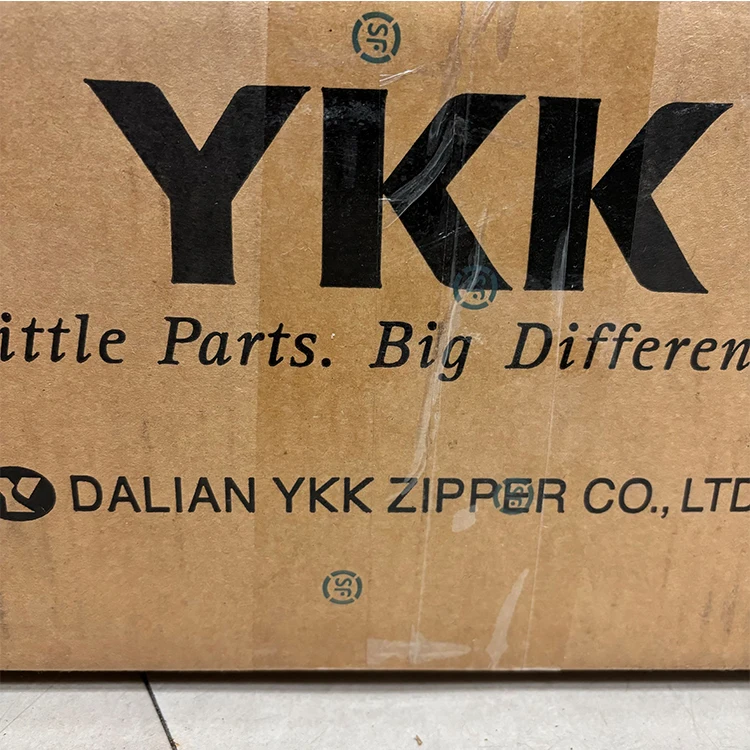 YKK
ittle Parts. Big Differen
DALIAN YKK ZIPPER CO., LTD